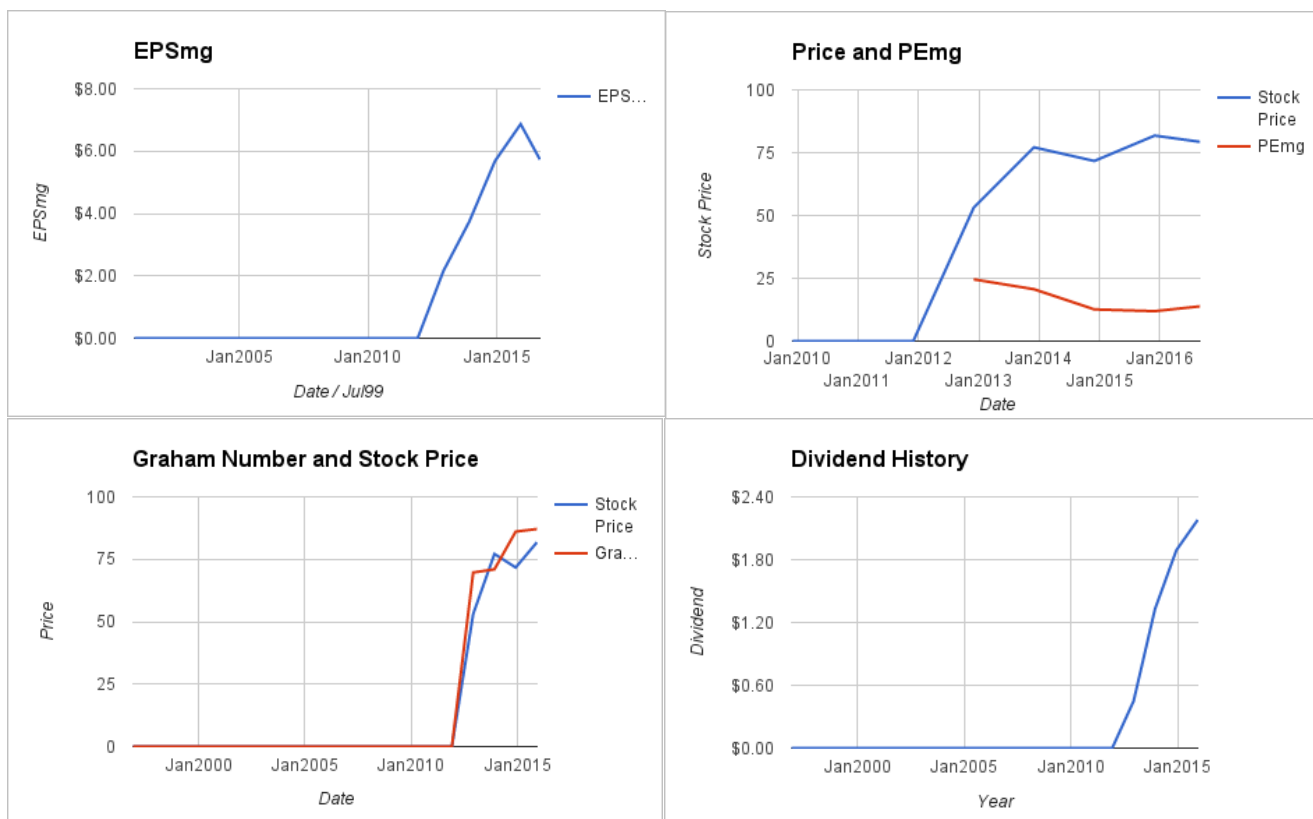 EPSmg
$8.00
$6.00
$4.00
$2.00
$0.00
EPSmg
EPS...
Jan2005
Jan2010
Jan2015
Date / Jul99
Price and PEmg
100
75
50
25
0
Stock Price
Stock
Price
PEmg
Jan2010
Jan2012
Jan2014
Jan2016
Jan2011
Jan2013
Jan2015
Date
Graham Number and Stock Price
100
75
50
25
0
Price
Stock
Price
Gra...
Jan2000
Jan2005
Jan2010
Jan2015
Date
Dividend History
$2.40
$1.80
$1.20
$0.60
$0.00
Dividend
Jan2000
Jan2005
Jan2010
Jan2015
Year